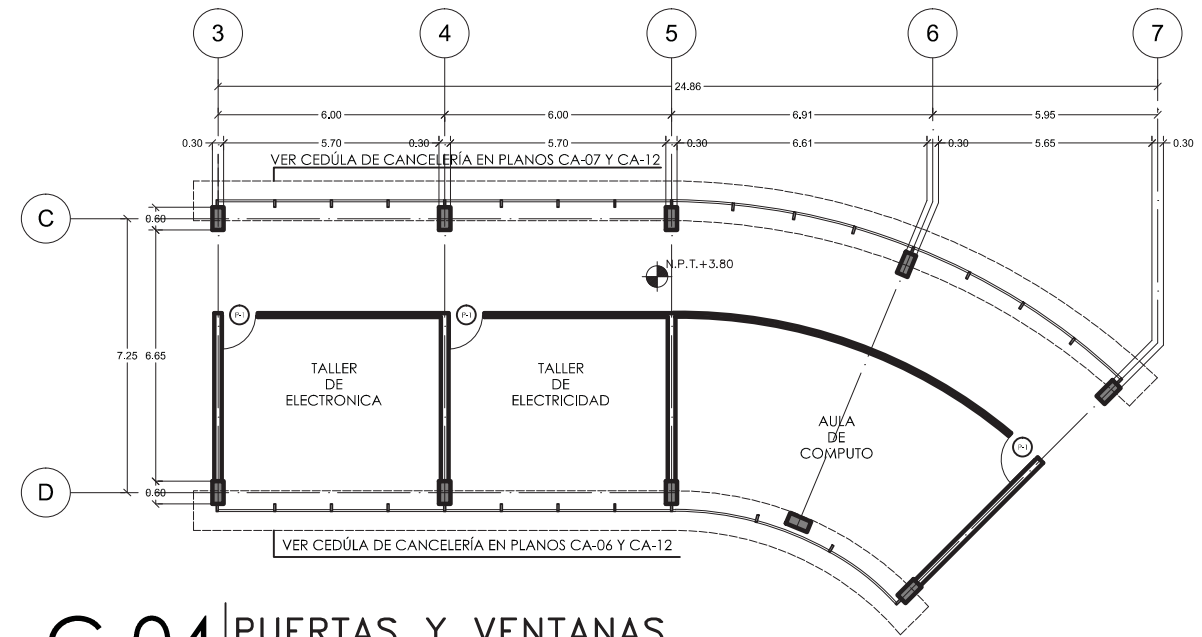 3 4 5 6 7
24.86
6.00 6.00 6.91 5.95
0.30 5.70 0.30 5.70 0.30 6.61 0.30 5.65 0.30
VER CEDÚLA DE CANCELERÍA EN PLANOS CA-07 Y CA-12
C
0.60
N.P.T.+3.80
P-1 P-1
7.25 6.65
TALLER
DE
ELECTRONICA
TALLER
DE
ELECTRICIDAD
AULA
DE
COMPUTO
P-1
D
0.60
VER CEDÚLA DE CANCELERÍA EN PLANOS CA-06 Y CA-12
PUERTAS Y VENTANAS